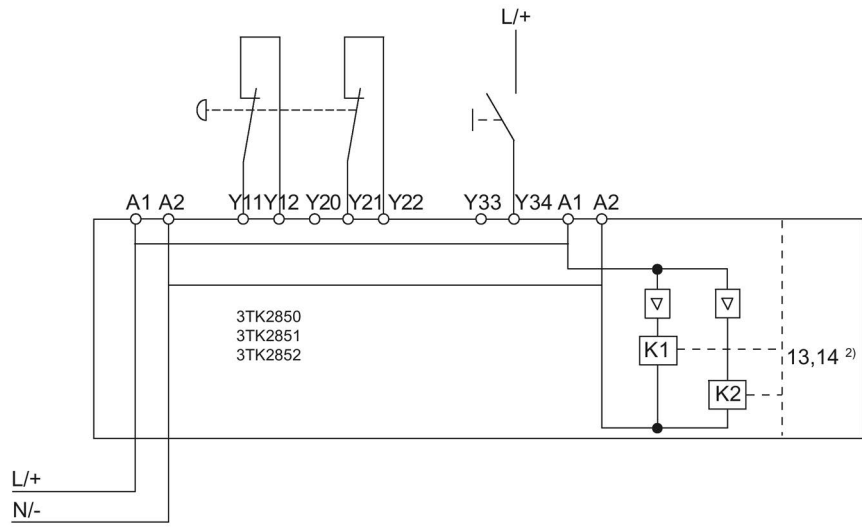 L/+
A1 A2 Y11 Y12 Y20 Y21 Y22 Y33 Y34 A1 A2
3TK2850
3TK2851
3TK2852
K1
13,14 2)
K2
L/+
N/-